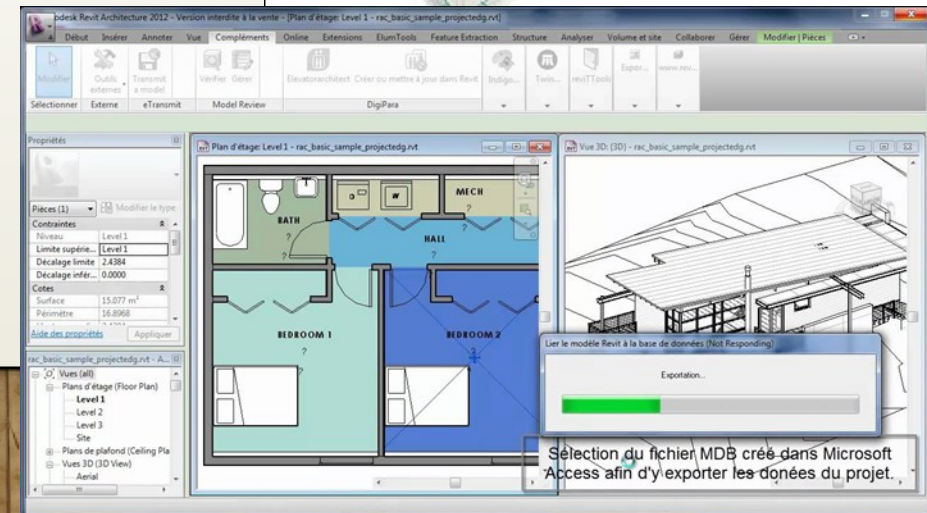 odesk Revit Architecture 2012 - Version interdite à la vente - [Plan d'étage: Level 1 - rac_basic_sample_projectedg.rvt]
Début Insérer Annoter Vue Compléments Online Extensions ElumTools Feature Extraction Structure Analyser Volume et site Collaborer Gérer Modifier | Pièces
Modifier
Outils externes
Transmit a model
Vérifier Gérer
Elevatorarchitect Créer ou mettre à jour dans Revit
Indigo...
Twin...
reviTTools
Expor...
www.rev...
Sélectionner Externe eTransmit Model Review DigiPara
Propriétés
Pièces (1) Modifier le type
Contraintes
Niveau Level 1
Limite supérie... Level 1
Décalage limite 2.4384
Décalage infér... 0.0000
Cotes
Surface 15.077 m²
Périmètre 16.8968
Aide des propriétés Appliquer
rac_basic_sample_projectedg.rvt - A...
Vues (all)
Plans d'étage (Floor Plan)
Level 1
Level 2
Level 3
Site
Plans de plafond (Ceiling Pla
Vues 3D (3D View)
Aerial
Plan d'étage: Level 1 - rac_basic_sample_projectedg.rvt
BATH
?
D
W
MECH
?
HALL
?
BEDROOM 1
?
BEDROOM 2
?
Vue 3D: {3D} - rac_basic_sample_projectedg.rvt
Lier le modèle Revit à la base de données (Not Responding)
Exportation...
Sélection du fichier MDB créé dans Microsoft
Access afin d'y exporter les donées du projet.